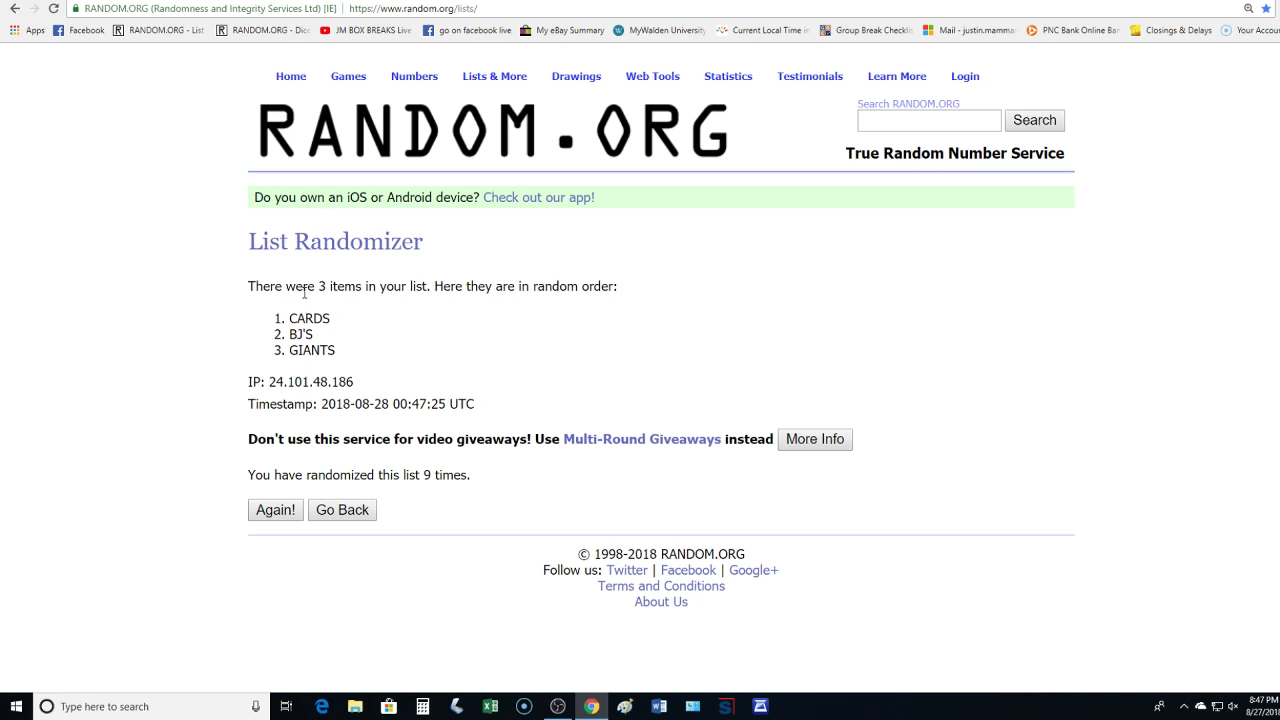 RANDOM.ORG (Randomness and Integrity Services Ltd) [IE] | https://www.random.org/lists/
Apps Facebook RANDOM.ORG - List RANDOM.ORG - Dice JM BOX BREAKS Live go on facebook live My eBay Summary MyWalden University Current Local Time in Group Break Checklis Mail - justin.mamma PNC Bank Online Ban Closings & Delays Your Accou
Home Games Numbers Lists & More Drawings Web Tools Statistics Testimonials Learn More Login
RANDOM.ORG
Search RANDOM.ORG
Search
True Random Number Service
Do you own an iOS or Android device? Check out our app!
List Randomizer
There were 3 items in your list. Here they are in random order:
1. CARDS
2. BJ'S
3. GIANTS
IP: 24.101.48.186
Timestamp: 2018-08-28 00:47:25 UTC
Don't use this service for video giveaways! Use Multi-Round Giveaways instead More Info
You have randomized this list 9 times.
Again! Go Back
© 1998-2018 RANDOM.ORG
Follow us: Twitter | Facebook | Google+
Terms and Conditions
About Us
Type here to search
8:47 PM
8/27/2018